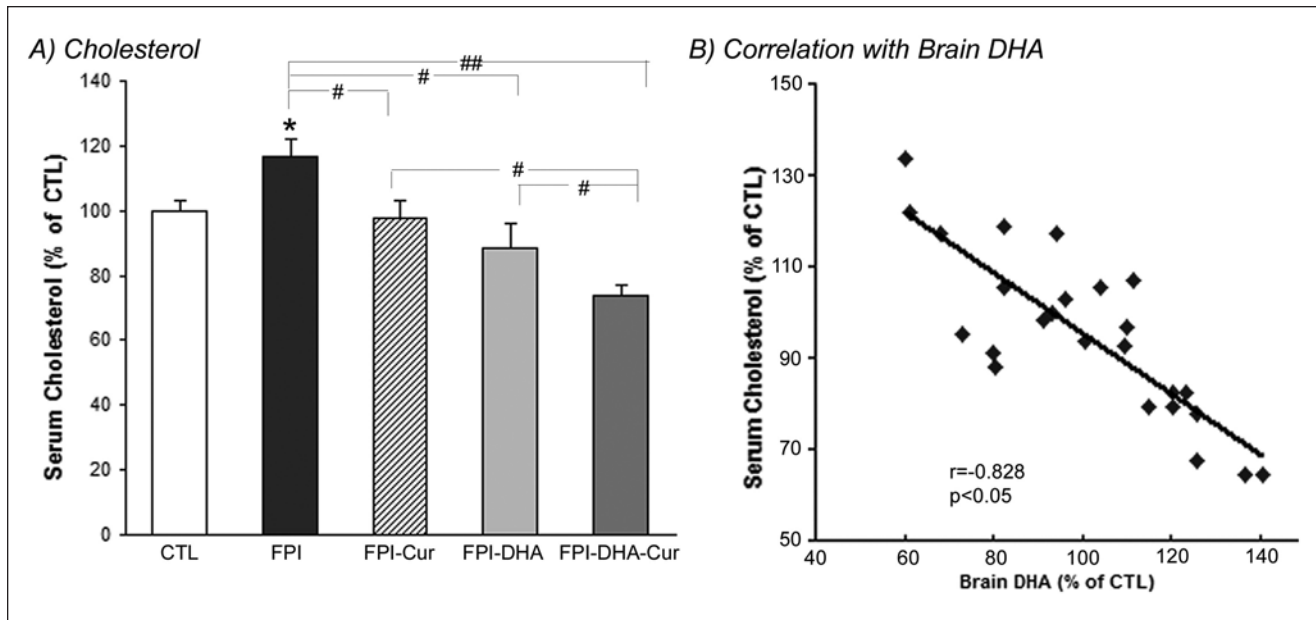 A) Cholesterol
140
120
100
80
60
40
20
0
Serum Cholesterol (% of CTL)
*
#
#
##
#
#
CTL FPI FPI-Cur FPI-DHA FPI-DHA-Cur
B) Correlation with Brain DHA
150
130
110
90
70
50
Serum Cholesterol (% of CTL)
r=-0.828
p<0.05
40 60 80 100 120 140
Brain DHA (% of CTL)